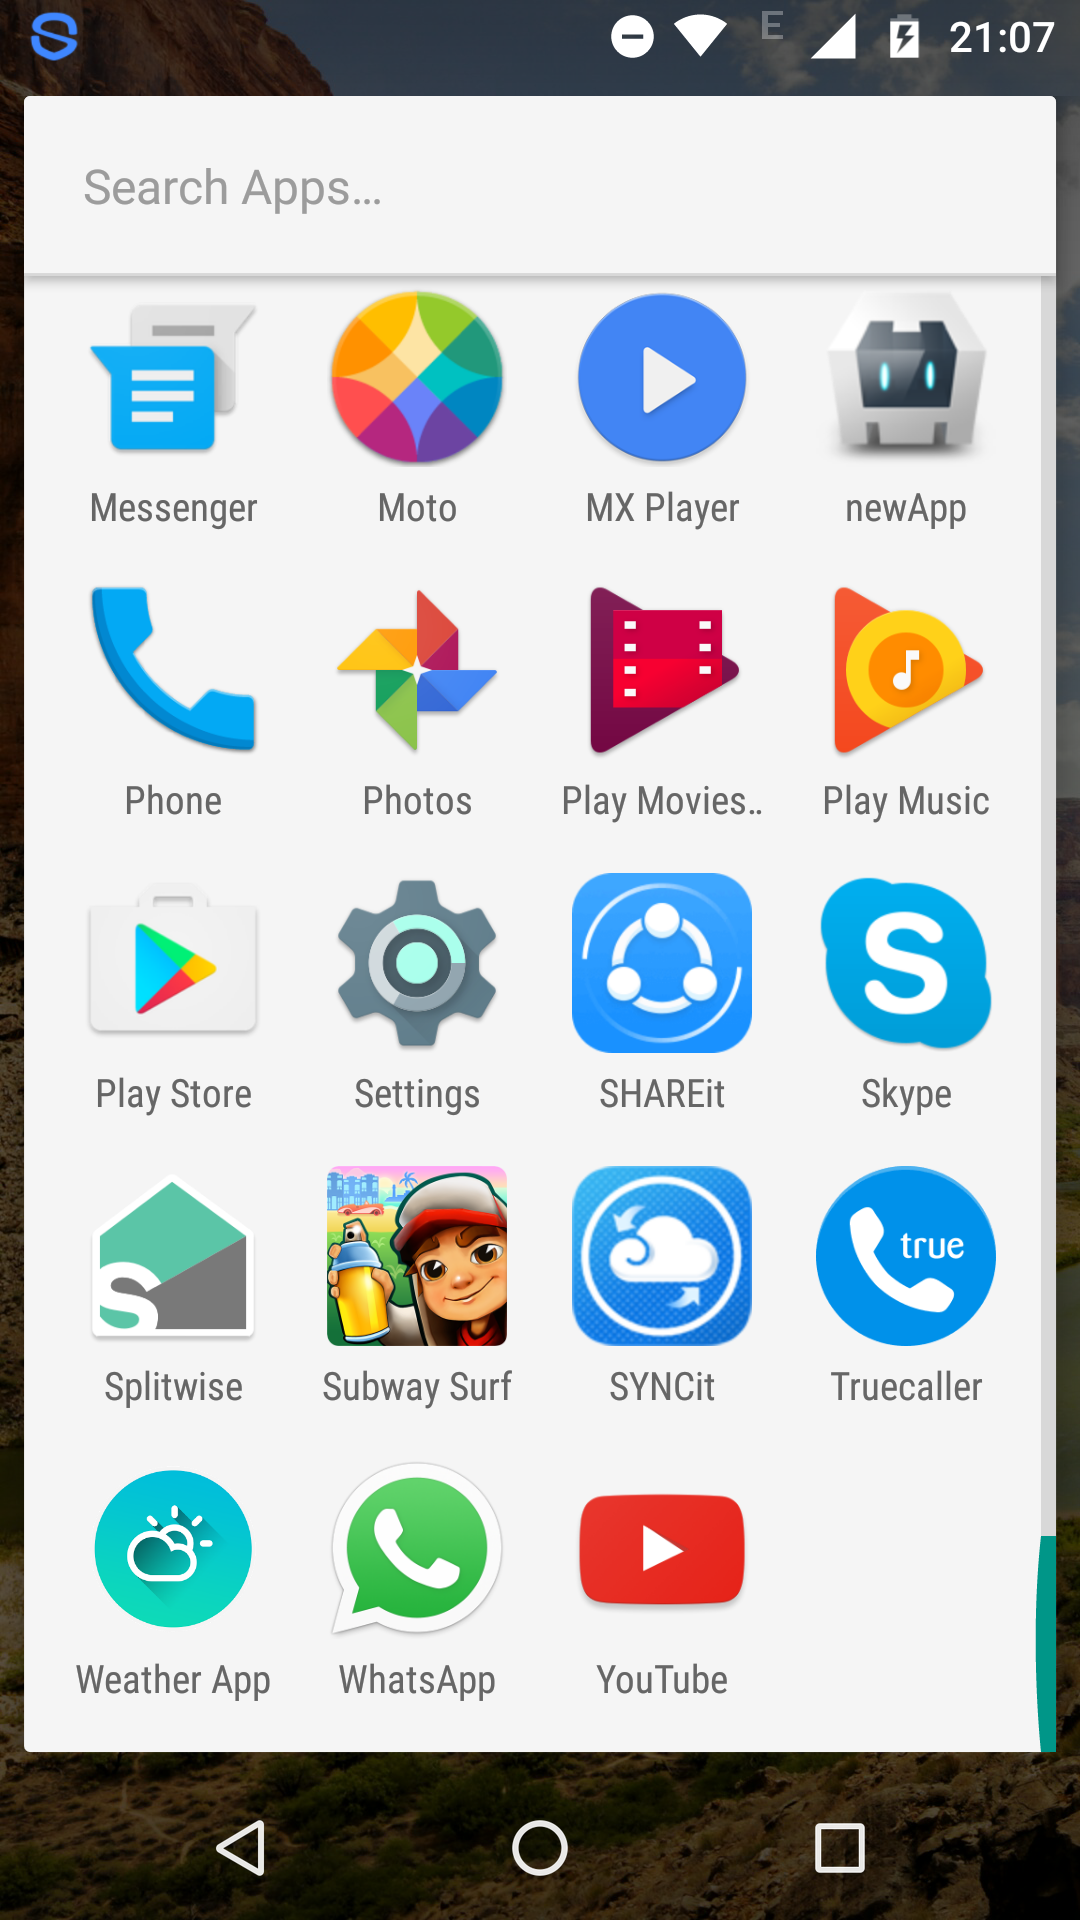 E 21:07
Search Apps...
Messenger Moto MX Player newApp
Phone Photos Play Movies.. Play Music
Play Store Settings SHAREit Skype
true
Splitwise Subway Surf SYNCit Truecaller
Weather App WhatsApp YouTube